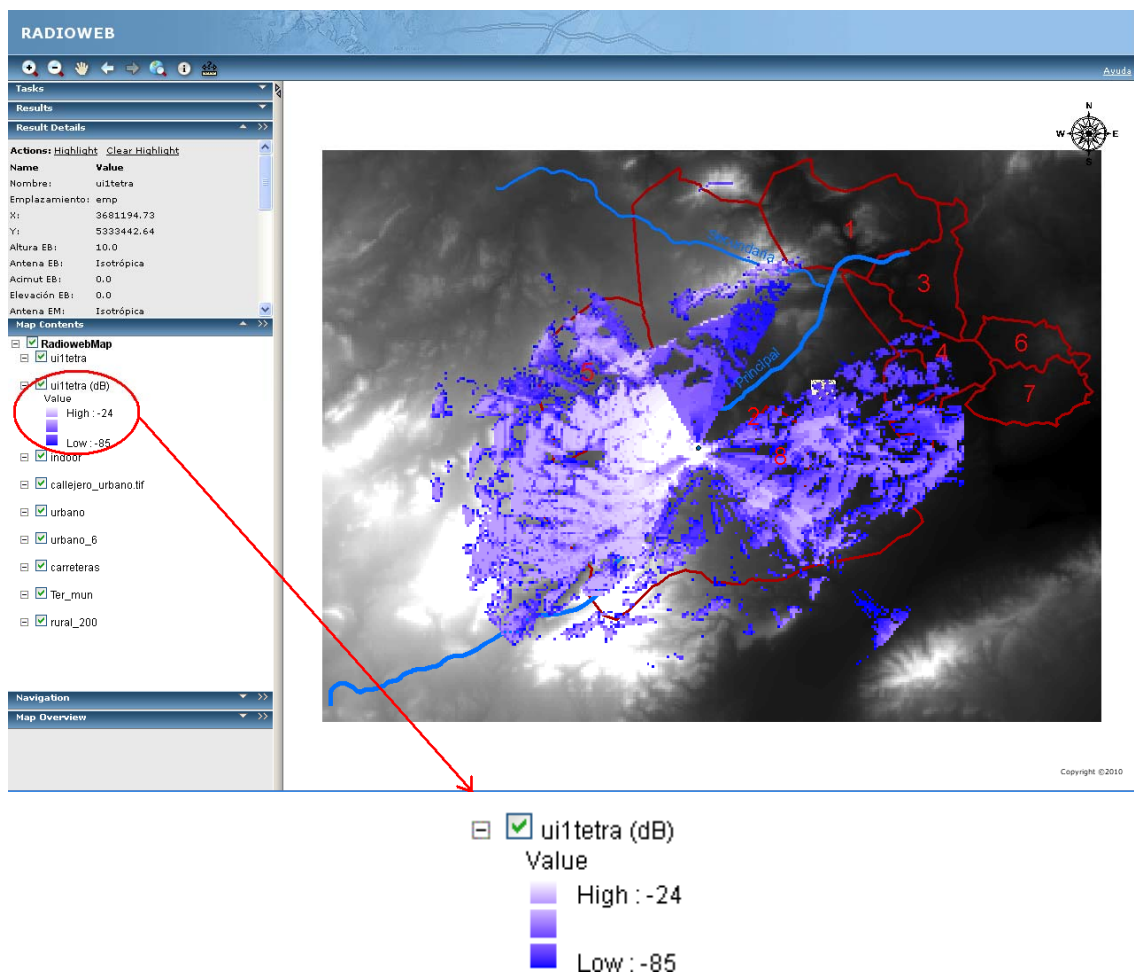 RADIOWEB
Ayuda
Tasks
Results
Result Details
Actions: Highlight Clear Highlight
Name Value
Nombre: ui1tetra
Emplazamiento: emp
X: 3681194.73
Y: 5333442.64
Altura EB: 10.0
Antena EB: Isotrópica
Acimut EB: 0.0
Elevación EB: 0.0
Antena EM: Isotrópica
Map Contents
RadiowebMap
ui1tetra
ui1tetra (dB)
Value
High : -24
Low : -85
indoor
callejero_urbano.tif
urbano
urbano_6
carreteras
Ter_mun
rural_200
Navigation
Map Overview
N
W E
S
1
Secundaria
3
6
4
5
7
Principal
2
8
Copyright ©2010
ui1tetra (dB)
Value
High : -24
Low : -85